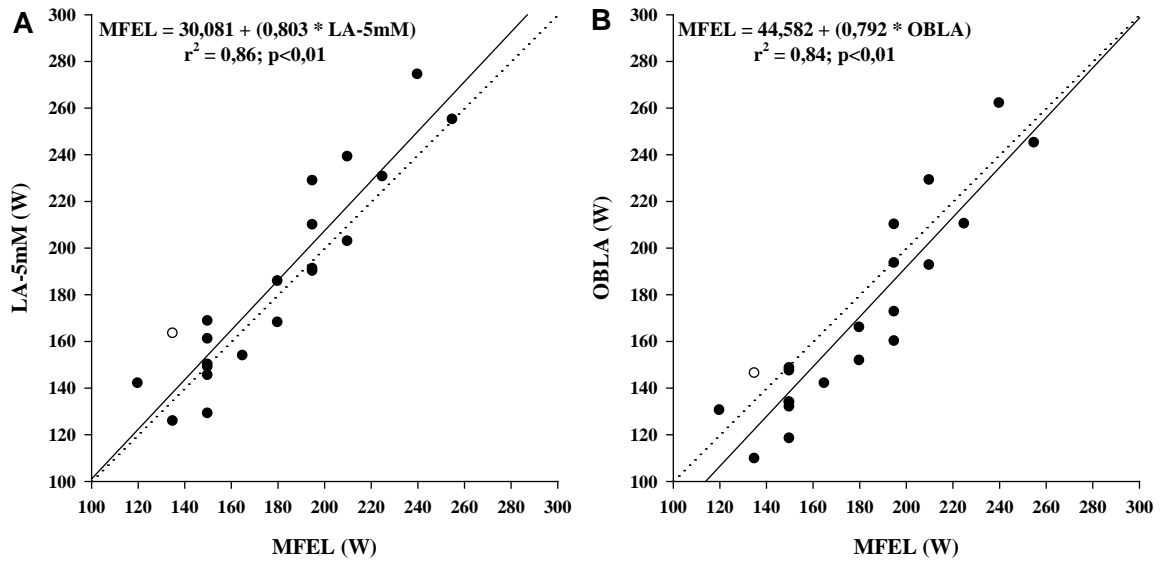 A
MFEL = 30,081 + (0,803 * LA-5mM)
r² = 0,86; p<0,01
300
280
260
240
220
200
180
160
140
120
100
LA-5mM (W)
100 120 140 160 180 200 220 240 260 280 300
MFEL (W)
B
MFEL = 44,582 + (0,792 * OBLA)
r² = 0,84; p<0,01
300
280
260
240
220
200
180
160
140
120
100
OBLA (W)
100 120 140 160 180 200 220 240 260 280 300
MFEL (W)